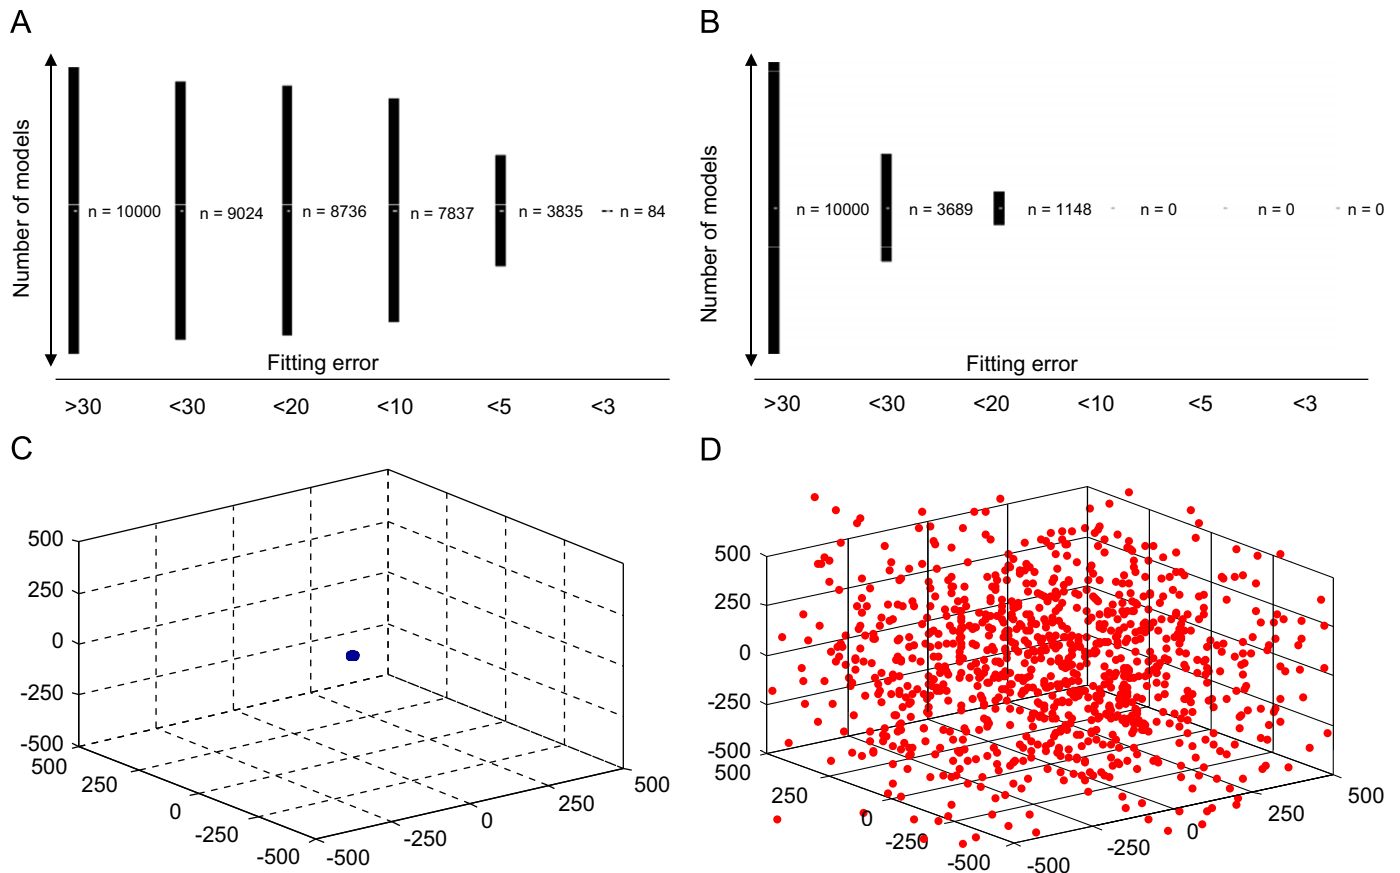 A
Number of models
n = 10000
n = 9024
n = 8736
n = 7837
n = 3835
n = 84
Fitting error
>30
<30
<20
<10
<5
<3
B
Number of models
n = 10000
n = 3689
n = 1148
n = 0
n = 0
n = 0
Fitting error
>30
<30
<20
<10
<5
<3
C
500
250
0
-250
-500
500
250
0
-250
-500
-500
-250
0
250
500
D
500
250
0
-250
-500
500
250
0
-250
-500
-500
-250
0
250
500